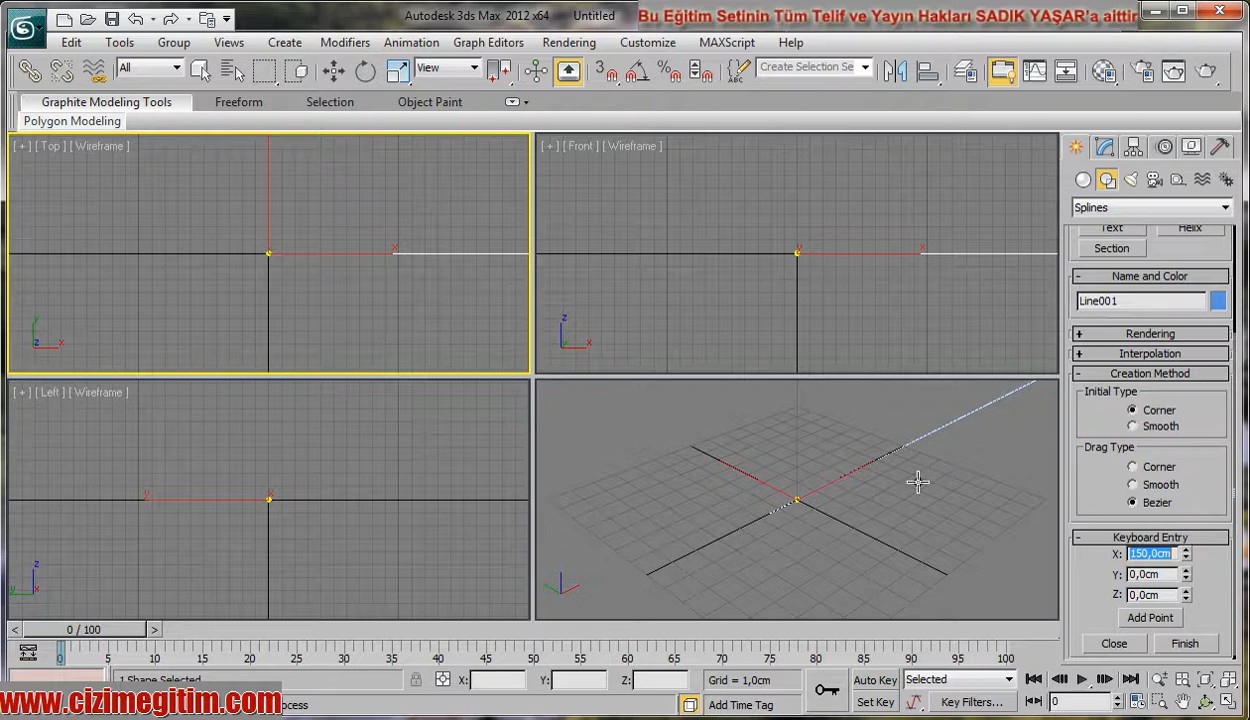 Autodesk 3ds Max 2012 x64 Untitled
Bu Eğitim Setinin Tüm Telif ve Yayın Hakları SADIK YAŞAR'a aittir
Edit Tools Group Views Create Modifiers Animation Graph Editors Rendering Customize MAXScript Help
All View Create Selection Se
Graphite Modeling Tools Freeform Selection Object Paint
Polygon Modeling
[ + ] [ Top ] [ Wireframe ]
[ + ] [ Front ] [ Wireframe ]
Splines
Text Helix
Section
- Name and Color
Line001
+ Rendering
+ Interpolation
- Creation Method
Initial Type
Corner
Smooth
Drag Type
Corner
Smooth
Bezier
- Keyboard Entry
X: 150,0cm
Y: 0,0cm
Z: 0,0cm
Add Point
Close Finish
[ + ] [ Left ] [ Wireframe ]
< 0 / 100 >
5 10 15 20 25 30 35 40 45 50 55 60 65 70 75 80 85 90 95 100
1 Shape Selected X: Y: Z: Grid = 1,0cm Auto Key Selected
www.cizimegitim.com
Add Time Tag Set Key Key Filters... 0